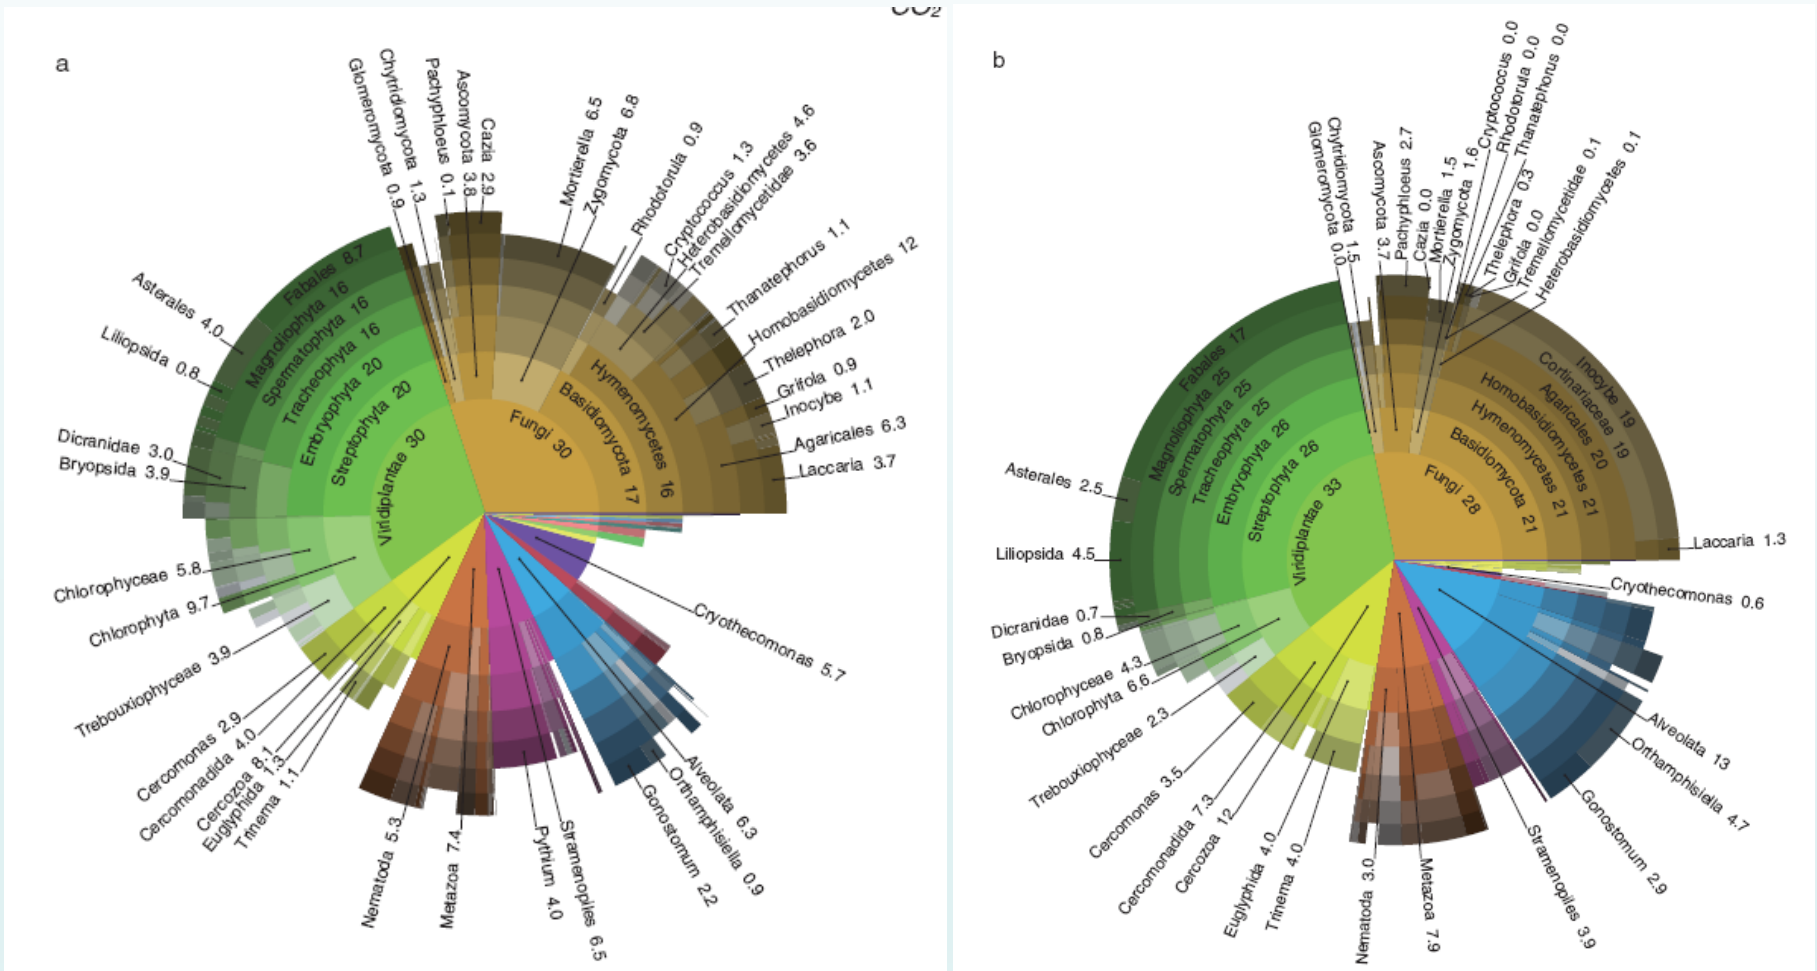 CO2
a
Glomeromycota 0.9
Chytridiomycota 1.3
Pachyphloeus 0.1
Ascomycota 3.8
Cazia 2.9
Mortierella 6.5
Zygomycota 6.8
Rhodotorula 0.9
Cryptococcus 1.3
Heterobasidiomycetes 4.6
Tremellomycetidae 3.6
Thanatephorus 1.1
Homobasidiomycetes 12
Thelephora 2.0
Grifola 0.9
Inocybe 1.1
Agaricales 6.3
Laccaria 3.7
Hymenomycetes 16
Basidiomycota 17
Fungi 30
Fabales 8.7
Magnoliophyta 16
Spermatophyta 16
Tracheophyta 16
Embryophyta 20
Streptophyta 20
Viridiplantae 30
Asterales 4.0
Liliopsida 0.8
Dicranidae 3.0
Bryopsida 3.9
Chlorophyceae 5.8
Chlorophyta 9.7
Trebouxiophyceae 3.9
Cercomonas 2.9
Cercomonadida 4.0
Cercozoa 8.1
Euglyphida 1.3
Trinema 1.1
Nematoda 5.3
Metazoa 7.4
Pythium 4.0
Stramenopiles 6.5
Gonostomum 2.2
Orthamphisiella 0.9
Alveolata 6.3
Cryothecomonas 5.7
b
Glomeromycota 0.0
Chytridiomycota 1.5
Ascomycota 3.7
Pachyphloeus 2.7
Cazia 0.0
Mortierella 1.5
Zygomycota 1.6
Cryptococcus 0.0
Rhodotorula 0.0
Thanatephorus 0.0
Thelephora 0.3
Grifola 0.0
Tremellomycetidae 0.1
Heterobasidiomycetes 0.1
Inocybe 19
Cortinariaceae 19
Agaricales 20
Homobasidiomycetes 21
Hymenomycetes 21
Basidiomycota 21
Fungi 28
Laccaria 1.3
Fabales 17
Magnoliophyta 25
Spermatophyta 25
Tracheophyta 25
Embryophyta 26
Streptophyta 26
Viridiplantae 33
Asterales 2.5
Liliopsida 4.5
Dicranidae 0.7
Bryopsida 0.8
Chlorophyceae 4.3
Chlorophyta 6.6
Trebouxiophyceae 2.3
Cercomonas 3.5
Cercomonadida 7.3
Cercozoa 12
Euglyphida 4.0
Trinema 4.0
Nematoda 3.0
Metazoa 7.9
Stramenopiles 3.9
Gonostomum 2.9
Orthamphisiella 4.7
Alveolata 13
Cryothecomonas 0.6